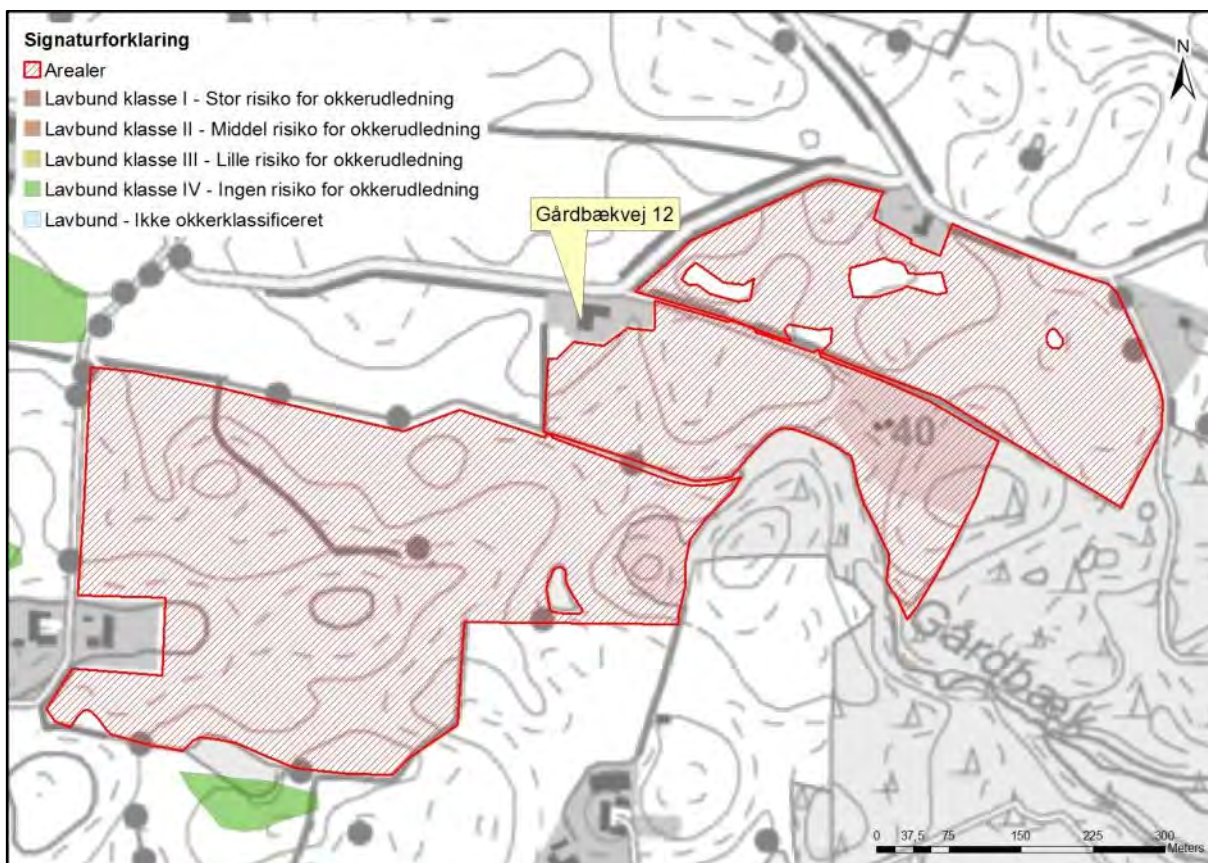 Signaturforklaring
Arealer
Lavbund klasse I - Stor risiko for okkerudledning
Lavbund klasse II - Middel risiko for okkerudledning
Lavbund klasse III - Lille risiko for okkerudledning
Lavbund klasse IV - Ingen risiko for okkerudledning
Lavbund - Ikke okkerklassificeret
N
Gårdbækvej 12
40
Gårdbæk
0 37,5 75 150 225 300
Meters